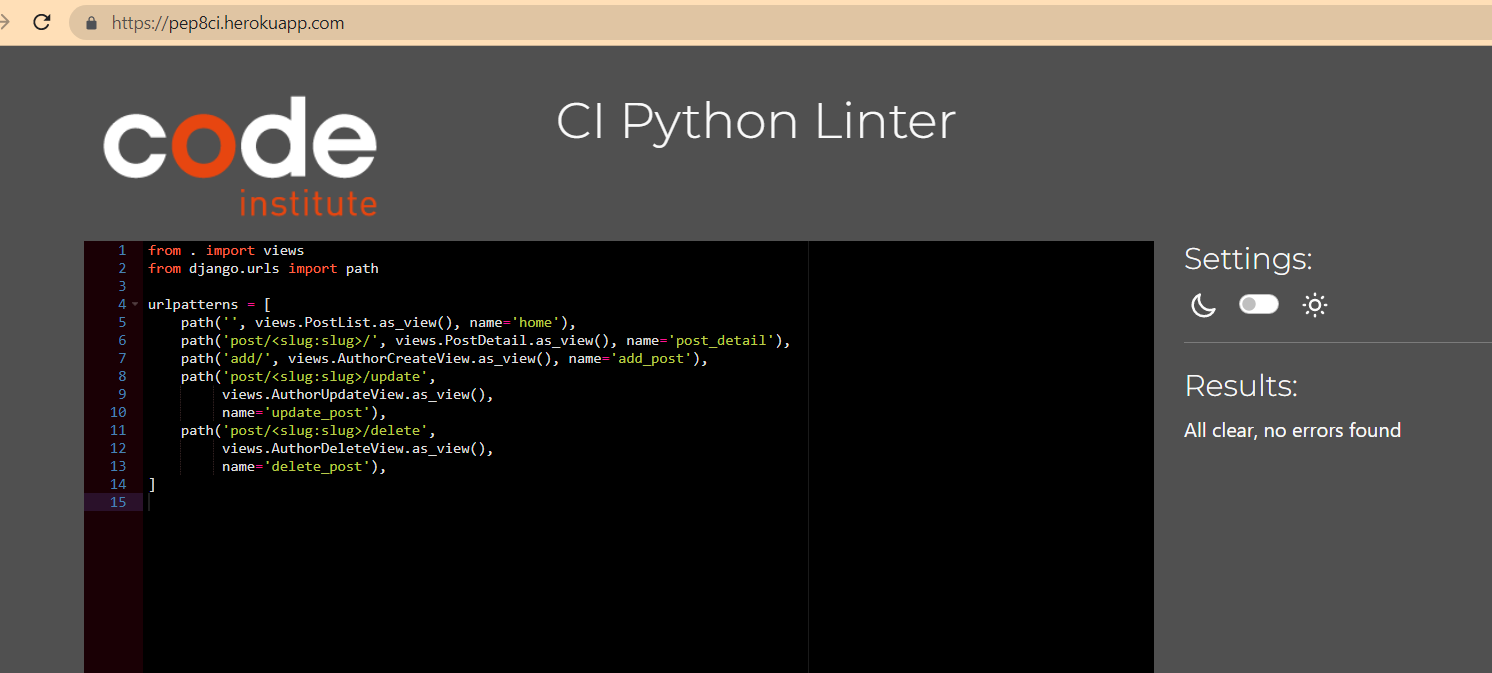 https://pep8ci.herokuapp.com
code
institute
CI Python Linter
1 from . import views
2 from django.urls import path
3
4 urlpatterns = [
5     path('', views.PostList.as_view(), name='home'),
6     path('post/<slug:slug>/', views.PostDetail.as_view(), name='post_detail'),
7     path('add/', views.AuthorCreateView.as_view(), name='add_post'),
8     path('post/<slug:slug>/update',
9          views.AuthorUpdateView.as_view(),
10          name='update_post'),
11     path('post/<slug:slug>/delete',
12          views.AuthorDeleteView.as_view(),
13          name='delete_post'),
14 ]
15
Settings:
Results:
All clear, no errors found